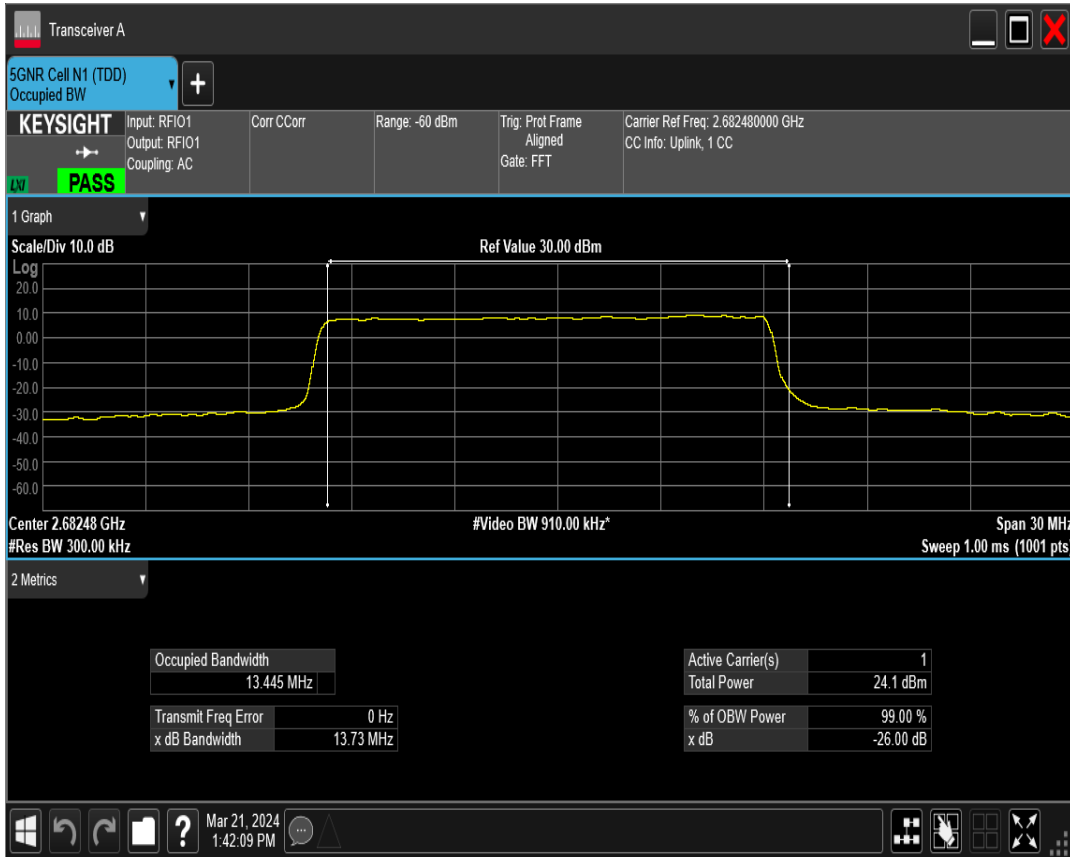 Transceiver A
5GNR Cell N1 (TDD)
Occupied BW
+
KEYSIGHT
LXI
PASS
Input: RFIO1
Output: RFIO1
Coupling: AC
Corr CCorr
Range: -60 dBm
Trig: Prot Frame
Aligned
Gate: FFT
Carrier Ref Freq: 2.682480000 GHz
CC Info: Uplink, 1 CC
1 Graph
Scale/Div 10.0 dB
Ref Value 30.00 dBm
Log
20.0
10.0
0.00
-10.0
-20.0
-30.0
-40.0
-50.0
-60.0
Center 2.68248 GHz
#Video BW 910.00 kHz*
Span 30 MHz
#Res BW 300.00 kHz
Sweep 1.00 ms (1001 pts)
2 Metrics
Occupied Bandwidth
13.445 MHz
Transmit Freq Error 0 Hz
x dB Bandwidth 13.73 MHz
Active Carrier(s) 1
Total Power 24.1 dBm
% of OBW Power 99.00 %
x dB -26.00 dB
?
Mar 21, 2024
1:42:09 PM